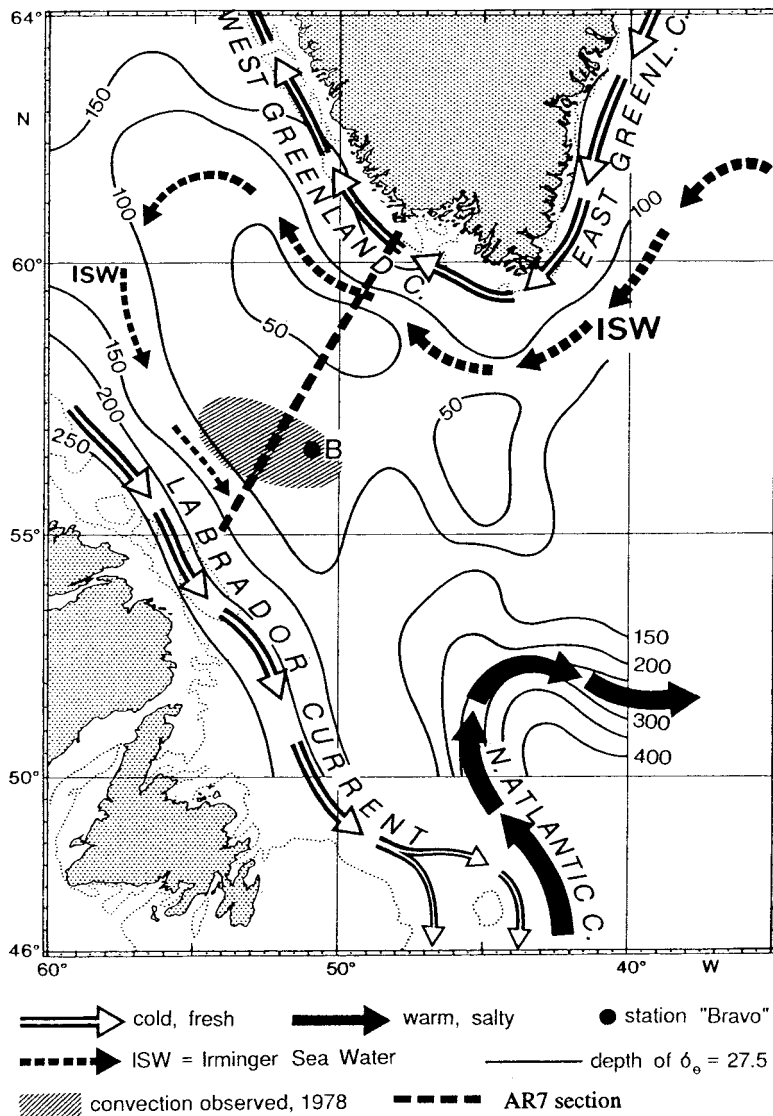 64°
N
60°
55°
50°
46°
60°
50°
40°
W
WEST GREENLAND C.
EAST GREENL. C.
150
100
100
50
50
ISW
ISW
150
200
250
B
LABRADOR CURRENT
N. ATLANTIC C.
150
200
300
400
cold, fresh
warm, salty
station "Bravo"
ISW = Irminger Sea Water
depth of σₒ = 27.5
convection observed, 1978
AR7 section